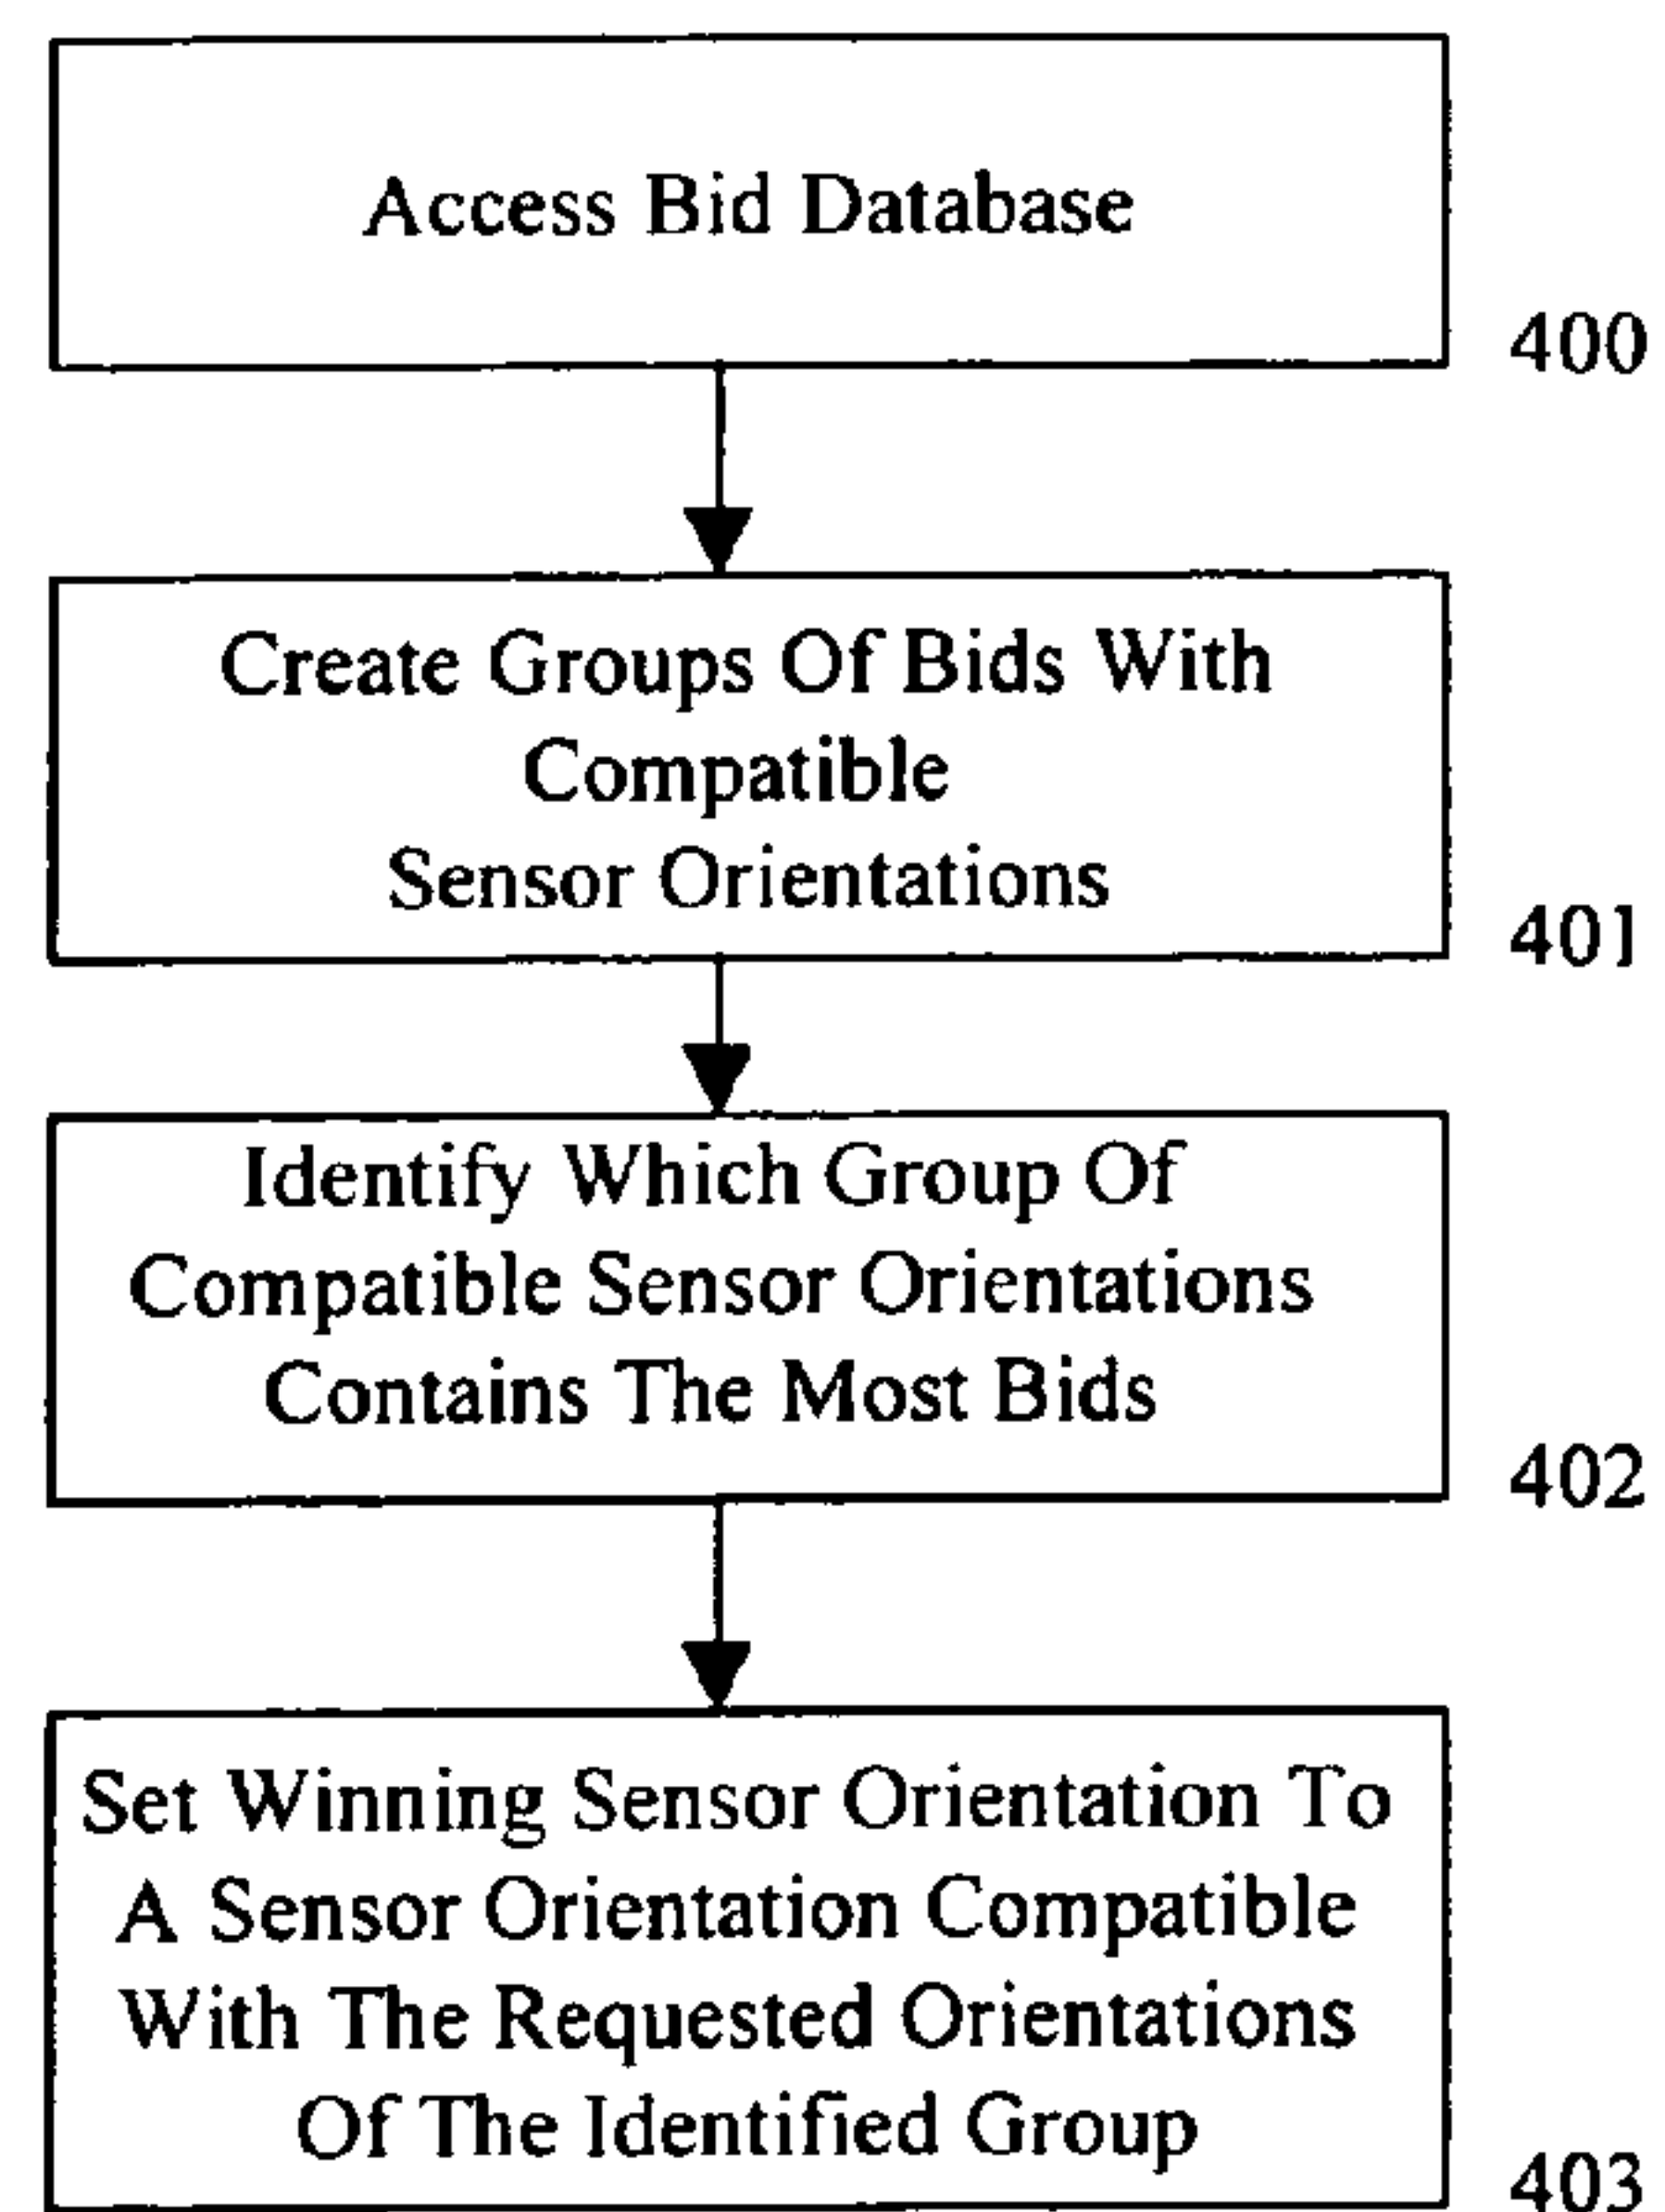 Access Bid Database
400
Create Groups Of Bids With
Compatible
Sensor Orientations
401
Identify Which Group Of
Compatible Sensor Orientations
Contains The Most Bids
402
Set Winning Sensor Orientation To
A Sensor Orientation Compatible
With The Requested Orientations
Of The Identified Group
403